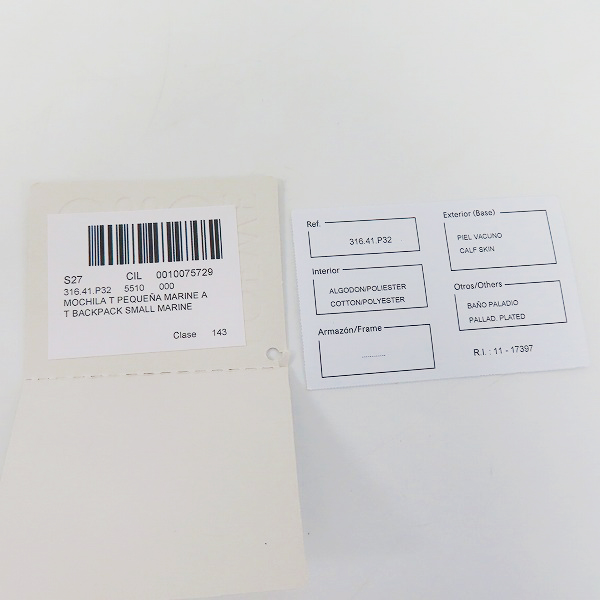 S27 CIL 0010075729
316.41.P32 5510 000
MOCHILA T PEQUEÑA MARINE A
T BACKPACK SMALL MARINE
Clase 143
Ref.
316.41.P32
Interior
ALGODON/POLIESTER
COTTON/POLYESTER
Armazón/Frame
............
Exterior (Base)
PIEL VACUNO
CALF SKIN
Otros/Others
BAÑO PALADIO
PALLAD. PLATED
R.I. : 11 - 17397